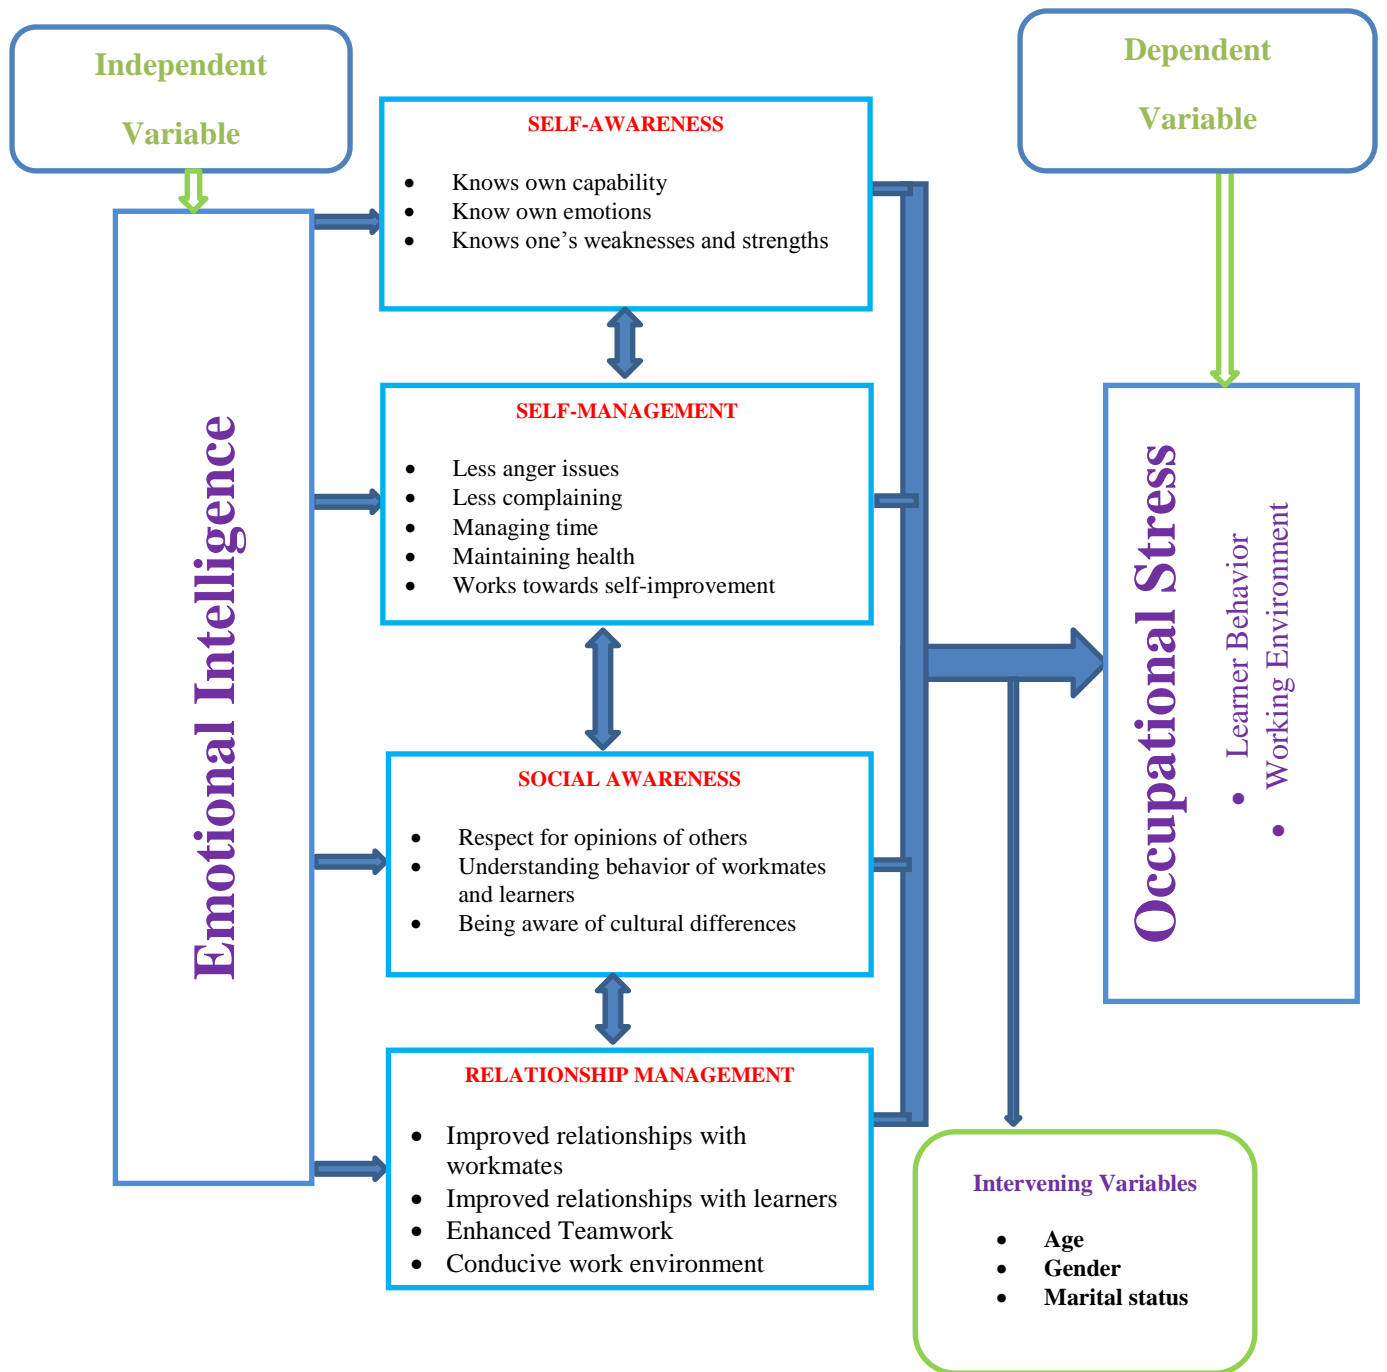 Independent
Variable
Dependent
Variable
SELF-AWARENESS
• Knows own capability
• Know own emotions
• Knows one’s weaknesses and strengths
Emotional Intelligence
SELF-MANAGEMENT
• Less anger issues
• Less complaining
• Managing time
• Maintaining health
• Works towards self-improvement
SOCIAL AWARENESS
• Respect for opinions of others
• Understanding behavior of workmates
and learners
• Being aware of cultural differences
RELATIONSHIP MANAGEMENT
• Improved relationships with
workmates
• Improved relationships with learners
• Enhanced Teamwork
• Conducive work environment
Occupational Stress
• Learner Behavior
• Working Environment
Intervening Variables
• Age
• Gender
• Marital status